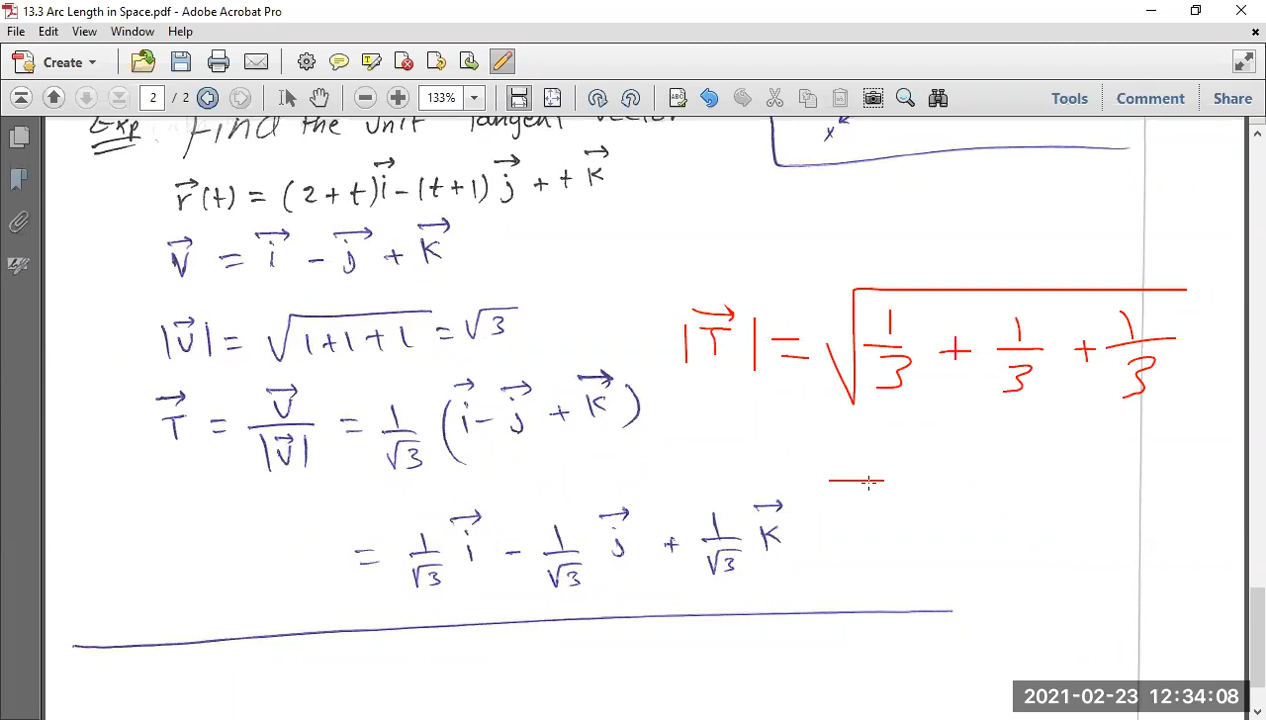 13.3 Arc Length in Space.pdf - Adobe Acrobat Pro
File Edit View Window Help
Create
2 / 2 133% Tools Comment Share
Exp Find the unit Tangent vector
r⃗(t) = (2+t)i⃗ - (t+1) j⃗ + t k⃗
V⃗ = i⃗ - j⃗ + k⃗
|V⃗| = √(1+1+1) = √3
|T⃗| = √(1/3 + 1/3 + 1/3)
T⃗ = V⃗/|V⃗| = 1/√3 (i⃗ - j⃗ + k⃗)
= 1/√3 i⃗ - 1/√3 j⃗ + 1/√3 k⃗
x
2021-02-23 12:34:08